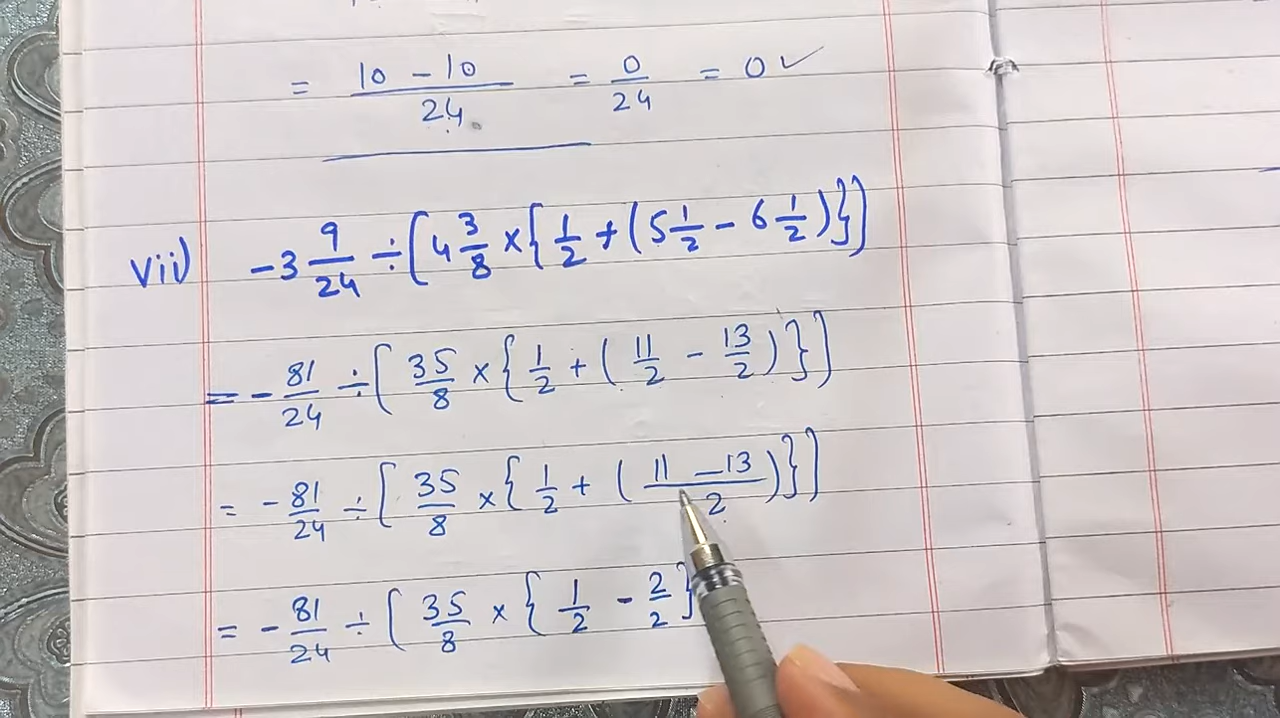 = (10 - 10)/24 = 0/24 = 0 ✓
vii) -3 9/24 ÷ [4 3/8 × {1/2 + (5 1/2 - 6 1/2)}]
= -81/24 ÷ [35/8 × {1/2 + (11/2 - 13/2)}]
= -81/24 ÷ [35/8 × {1/2 + ((11 - 13)/2)}]
= -81/24 ÷ [35/8 × {1/2 - 2/2}